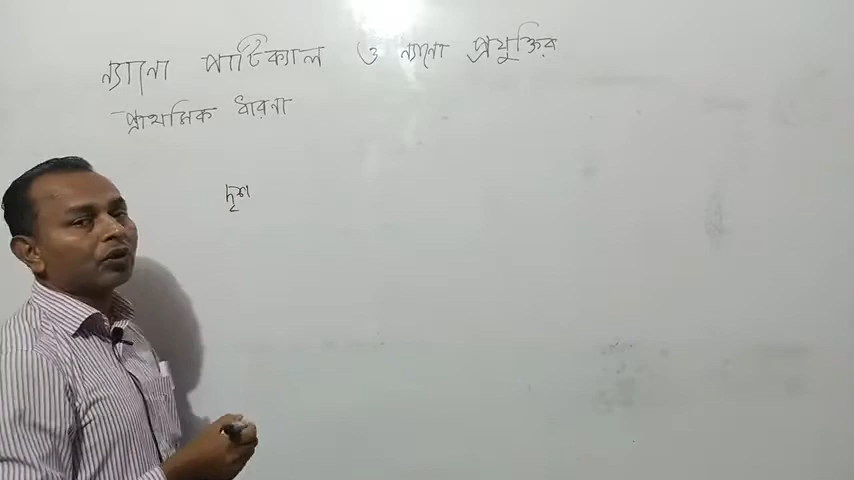 ন্যানো পার্টিক্যাল ও ন্যানো প্রযুক্তির
প্রাথমিক ধারনা
দৃশ